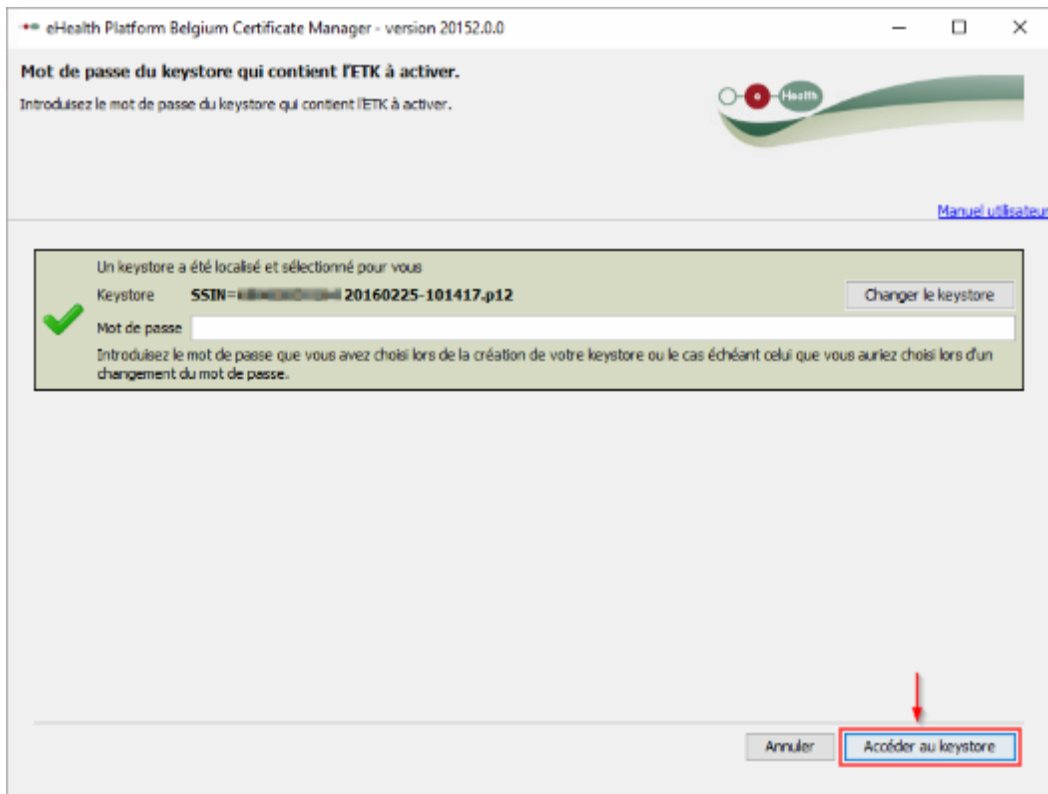 eHealth Platform Belgium Certificate Manager - version 20152.0.0
Mot de passe du keystore qui contient l'ETK à activer.
Introduisez le mot de passe du keystore qui contient l'ETK à activer.
e Health
Manuel utilisateur
Un keystore a été localisé et sélectionné pour vous
Keystore SSIN= 20160225-101417.p12 Changer le keystore
Mot de passe
Introduisez le mot de passe que vous avez choisi lors de la création de votre keystore ou le cas échéant celui que vous auriez choisi lors d'un
changement du mot de passe.
Annuler Accéder au keystore